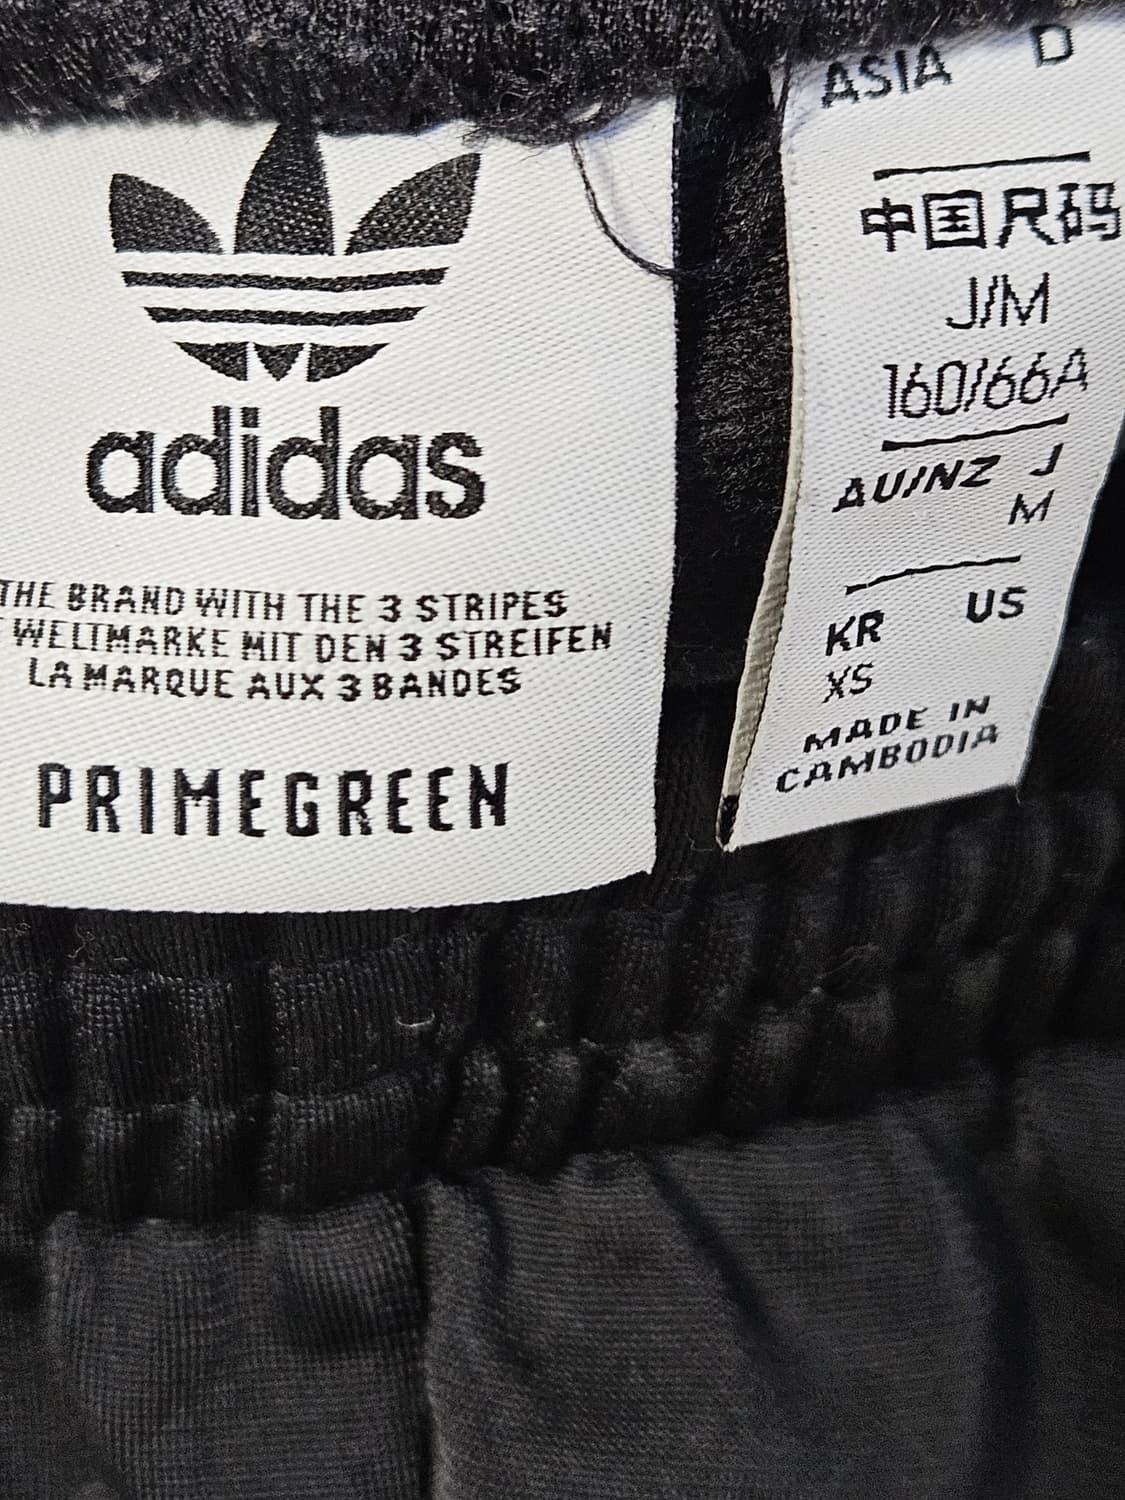 adidas
THE BRAND WITH THE 3 STRIPES
WELTMARKE MIT DEN 3 STREIFEN
LA MARQUE AUX 3 BANDES
PRIMEGREEN
ASIA D
中国尺码
J/M
160/66A
AU/NZ J
M
KR US
XS
MADE IN
CAMBODIA